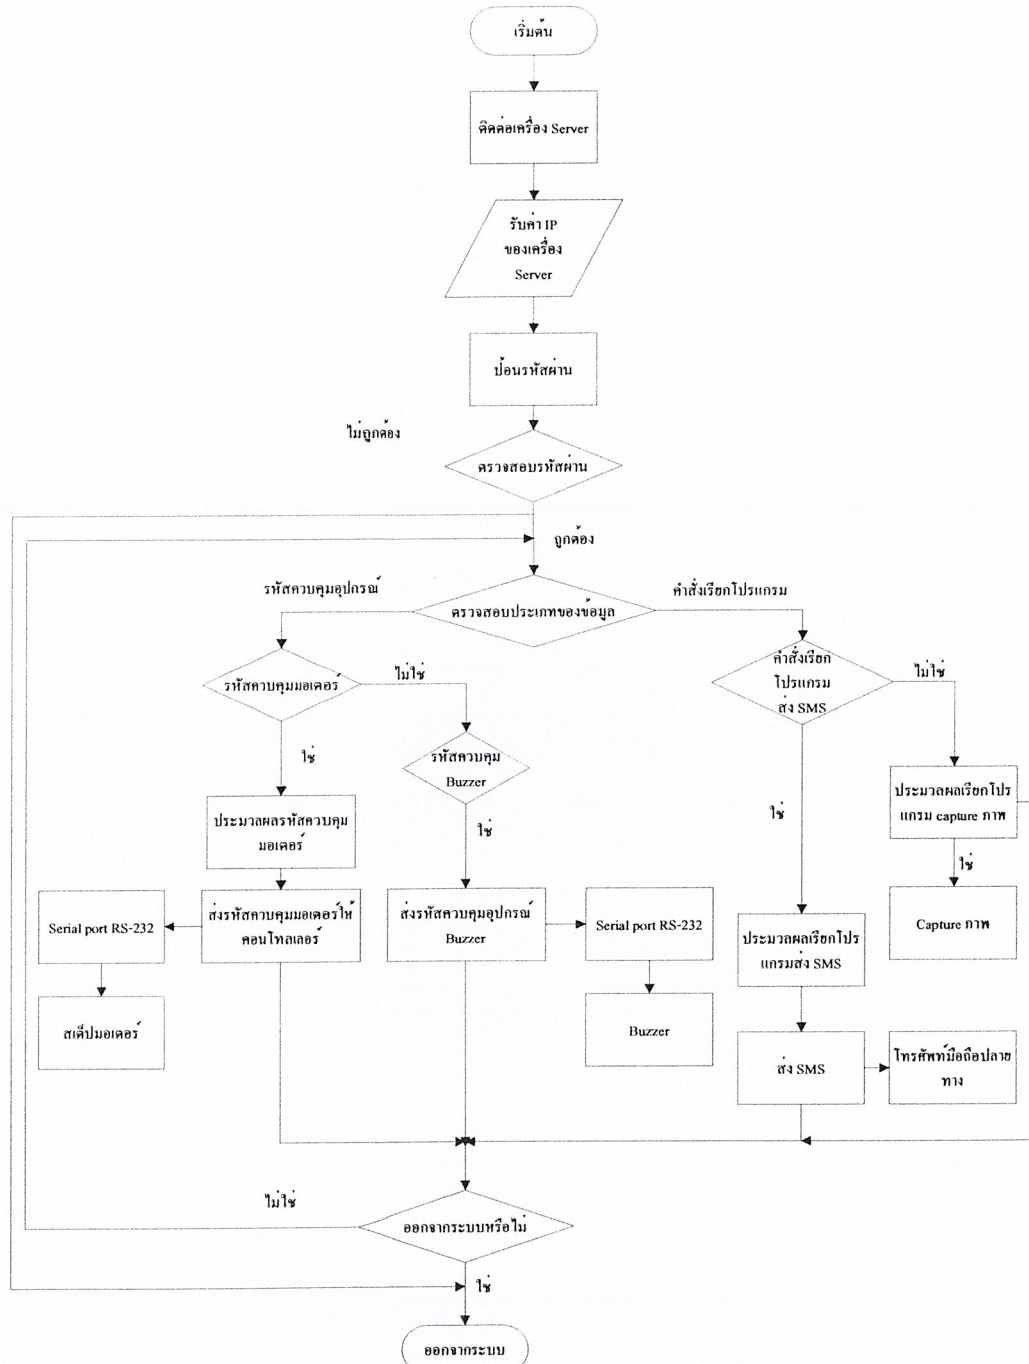 เริ่มต้น
ติดต่อเครื่อง Server
รับค่า IP
ของเครื่อง
Server
ป้อนรหัสผ่าน
ไม่ถูกต้อง
ตรวจสอบรหัสผ่าน
ถูกต้อง
รหัสควบคุมอุปกรณ์
ตรวจสอบประเภทของข้อมูล
คำสั่งเรียกโปรแกรม
รหัสควบคุมมอเตอร์
ไม่ใช่
คำสั่งเรียก
โปรแกรม
ส่ง SMS
ไม่ใช่
ใช่
รหัสควบคุม
Buzzer
ประมวลผลเรียกโปร
แกรม capture ภาพ
ประมวลผลรหัสควบคุม
มอเตอร์
ใช่
ใช่
ใช่
Serial port RS-232
ส่งรหัสควบคุมมอเตอร์ให้
คอนโทลเลอร์
ส่งรหัสควบคุมอุปกรณ์
Buzzer
Serial port RS-232
ประมวลผลเรียกโปร
แกรมส่ง SMS
Capture ภาพ
สเต็ปมอเตอร์
Buzzer
ส่ง SMS
โทรศัพท์มือถือปลาย
ทาง
ไม่ใช่
ออกจากระบบหรือไม่
ใช่
ออกจากระบบ